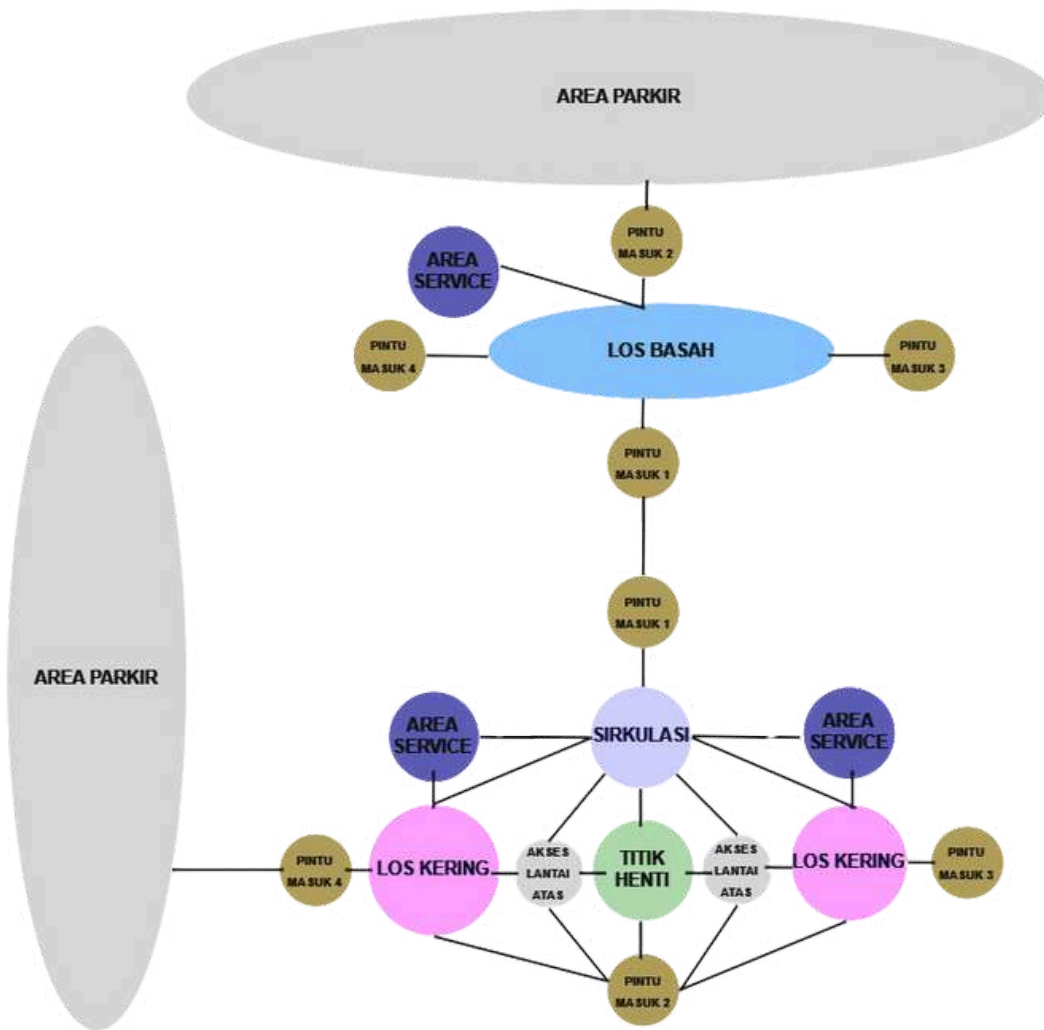 AREA PARKIR
PINTU
MASUK 2
AREA
SERVICE
LOS BASAH
PINTU
MASUK 4
PINTU
MASUK 3
PINTU
MASUK 1
PINTU
MASUK 1
AREA PARKIR
AREA
SERVICE
SIRKULASI
AREA
SERVICE
PINTU
MASUK 4
LOS KERING
AKSES
LANTAI
ATAS
TITIK
HENTI
AKSES
LANTAI
ATAS
LOS KERING
PINTU
MASUK 3
PINTU
MASUK 2